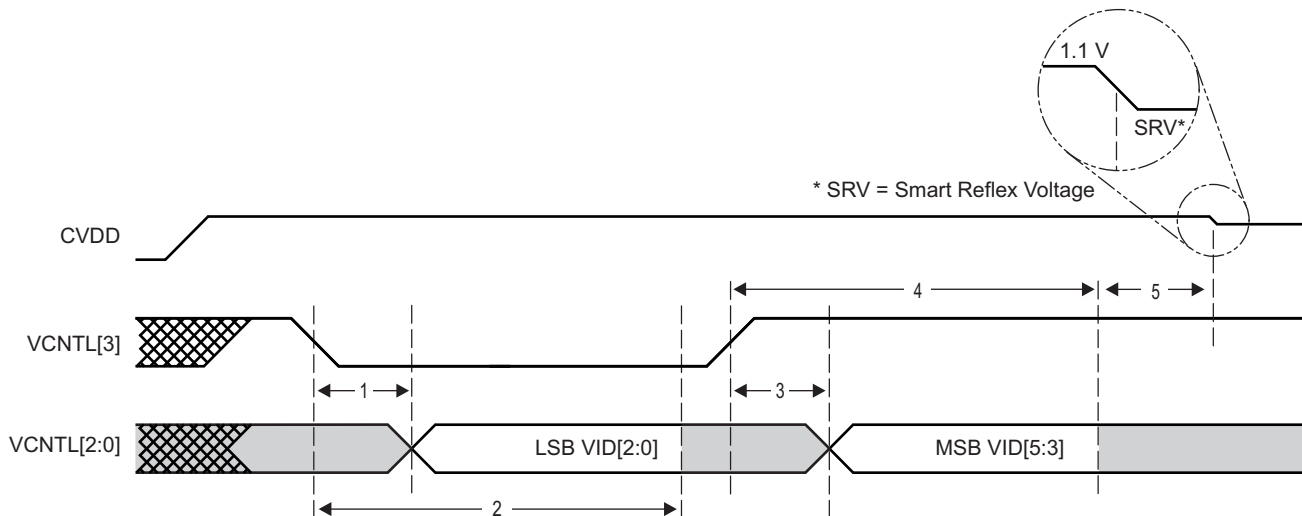 1.1 V
SRV*
* SRV = Smart Reflex Voltage
CVDD
4
5
VCNTL[3]
1
3
VCNTL[2:0]
LSB VID[2:0]
MSB VID[5:3]
2